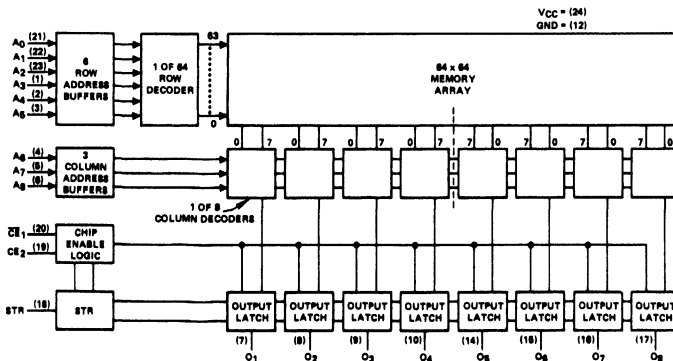 VCC = (24)
GND = (12)
A0 (21)
A1 (22)
A2 (23)
A3 (1)
A4 (2)
A5 (3)
6
ROW
ADDRESS
BUFFERS
1 OF 64
ROW
DECODER
63
0
64 x 64
MEMORY
ARRAY
0 7 0 7 0 7 0 7 7 0 7 0 7 0 7 0
A6 (4)
A7 (5)
A8 (6)
3
COLUMN
ADDRESS
BUFFERS
1 OF 8
COLUMN DECODERS
CE1 (20)
CE2 (19)
CHIP
ENABLE
LOGIC
STR (18)
STR
OUTPUT LATCH
OUTPUT LATCH
OUTPUT LATCH
OUTPUT LATCH
OUTPUT LATCH
OUTPUT LATCH
OUTPUT LATCH
OUTPUT LATCH
(7) (8) (9) (10) (14) (15) (16) (17)
O1 O2 O3 O4 O5 O6 O7 O8